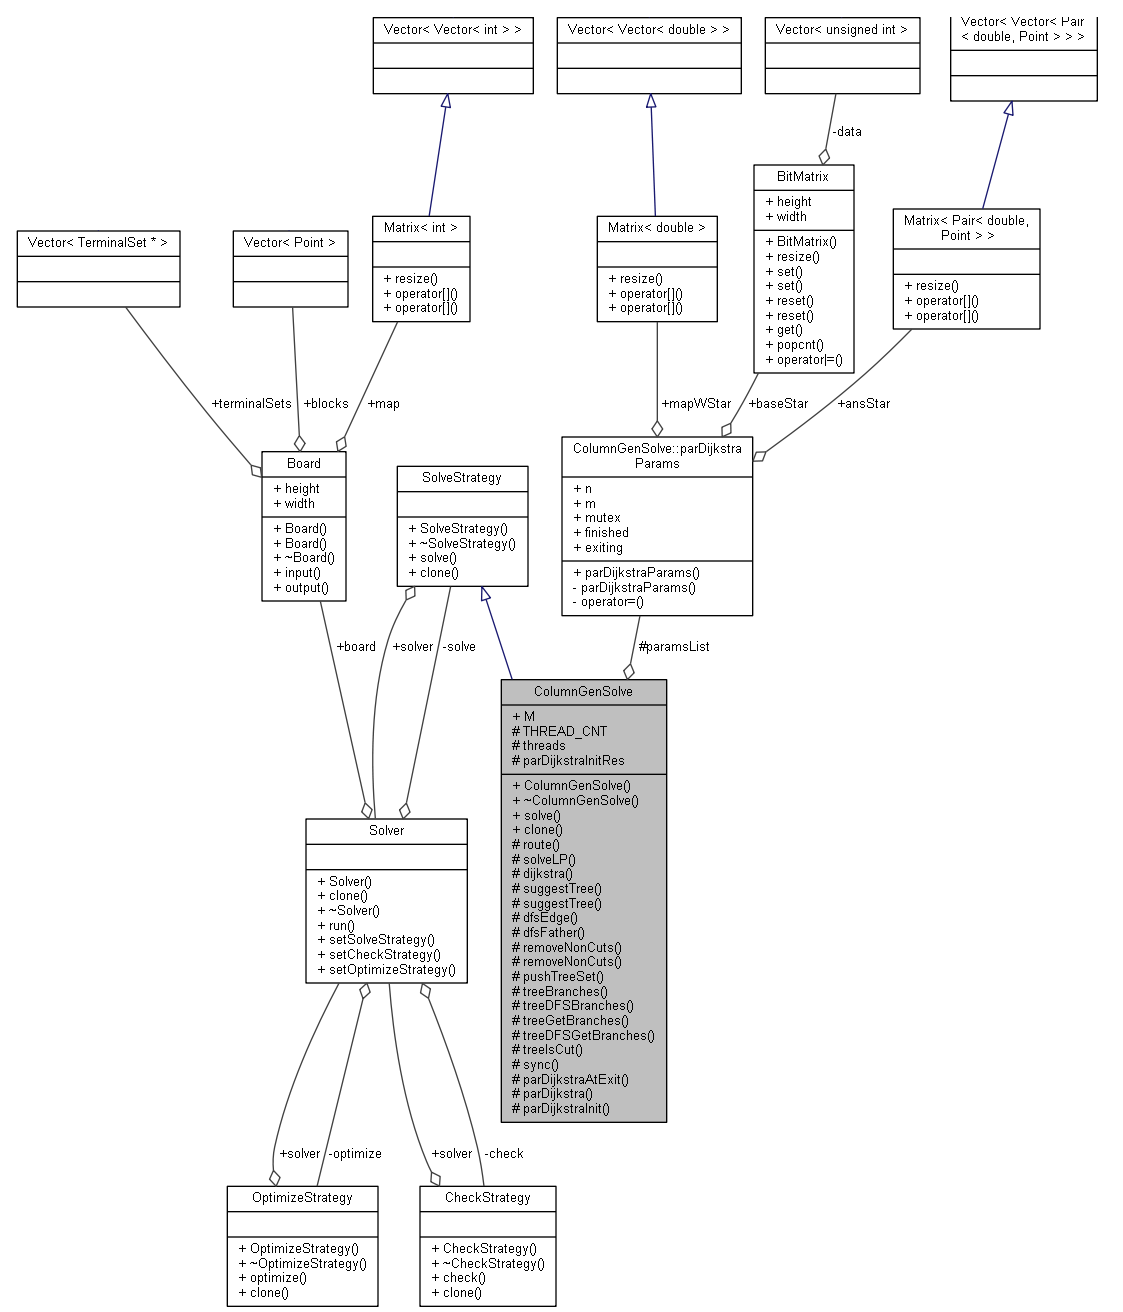 Vector< Vector< int > >
Vector< Vector< double > >
Vector< unsigned int >
Vector< Vector< Pair
< double, Point > > >
-data
BitMatrix
+ height
+ width
+ BitMatrix()
+ resize()
+ set()
+ set()
+ reset()
+ reset()
+ get()
+ popcnt()
+ operator|=()
Vector< TerminalSet * >
Vector< Point >
Matrix< int >
+ resize()
+ operator[]()
+ operator[]()
Matrix< double >
+ resize()
+ operator[]()
+ operator[]()
Matrix< Pair< double,
Point > >
+ resize()
+ operator[]()
+ operator[]()
+terminalSets
+blocks
+map
+mapWStar
+baseStar
+ansStar
Board
+ height
+ width
+ Board()
+ Board()
+ ~Board()
+ input()
+ output()
SolveStrategy
+ SolveStrategy()
+ ~SolveStrategy()
+ solve()
+ clone()
ColumnGenSolve::parDijkstra
Params
+ n
+ m
+ mutex
+ finished
+ exiting
+ parDijkstraParams()
- parDijkstraParams()
- operator=()
+board
+solver
-solve
#paramsList
ColumnGenSolve
+ M
# THREAD_CNT
# threads
# parDijkstraInitRes
+ ColumnGenSolve()
+ ~ColumnGenSolve()
+ solve()
+ clone()
# route()
# solveLP()
# dijkstra()
# suggestTree()
# suggestTree()
# dfsEdge()
# dfsFather()
# removeNonCuts()
# removeNonCuts()
# pushTreeSet()
# treeBranches()
# treeDFSBranches()
# treeGetBranches()
# treeDFSGetBranches()
# treeIsCut()
# sync()
# parDijkstraAtExit()
# parDijkstra()
# parDijkstraInit()
Solver
+ Solver()
+ clone()
+ ~Solver()
+ run()
+ setSolveStrategy()
+ setCheckStrategy()
+ setOptimizeStrategy()
+solver
-optimize
+solver
-check
OptimizeStrategy
+ OptimizeStrategy()
+ ~OptimizeStrategy()
+ optimize()
+ clone()
CheckStrategy
+ CheckStrategy()
+ ~CheckStrategy()
+ check()
+ clone()